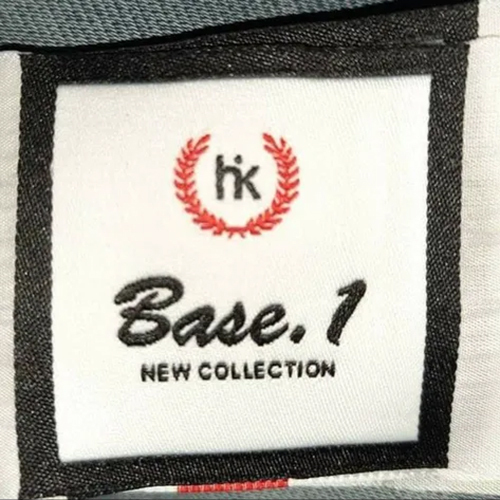 hk
Base. 1
NEW COLLECTION